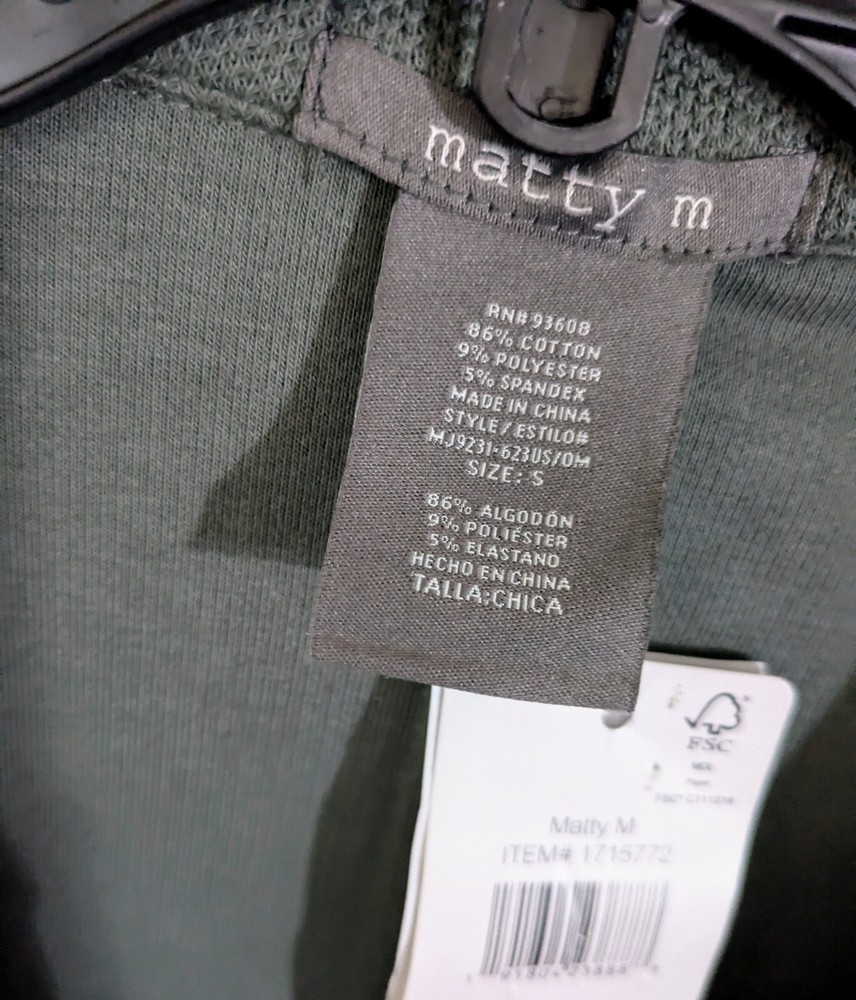 matty m
RN# 93608
86% COTTON
9% POLYESTER
5% SPANDEX
MADE IN CHINA
STYLE/ESTILO#
MJ9231-623US/OM
SIZE: S
86% ALGODÓN
9% POLIÉSTER
5% ELASTANO
HECHO EN CHINA
TALLA:CHICA
FSC
Matty M
ITEM# 1715772